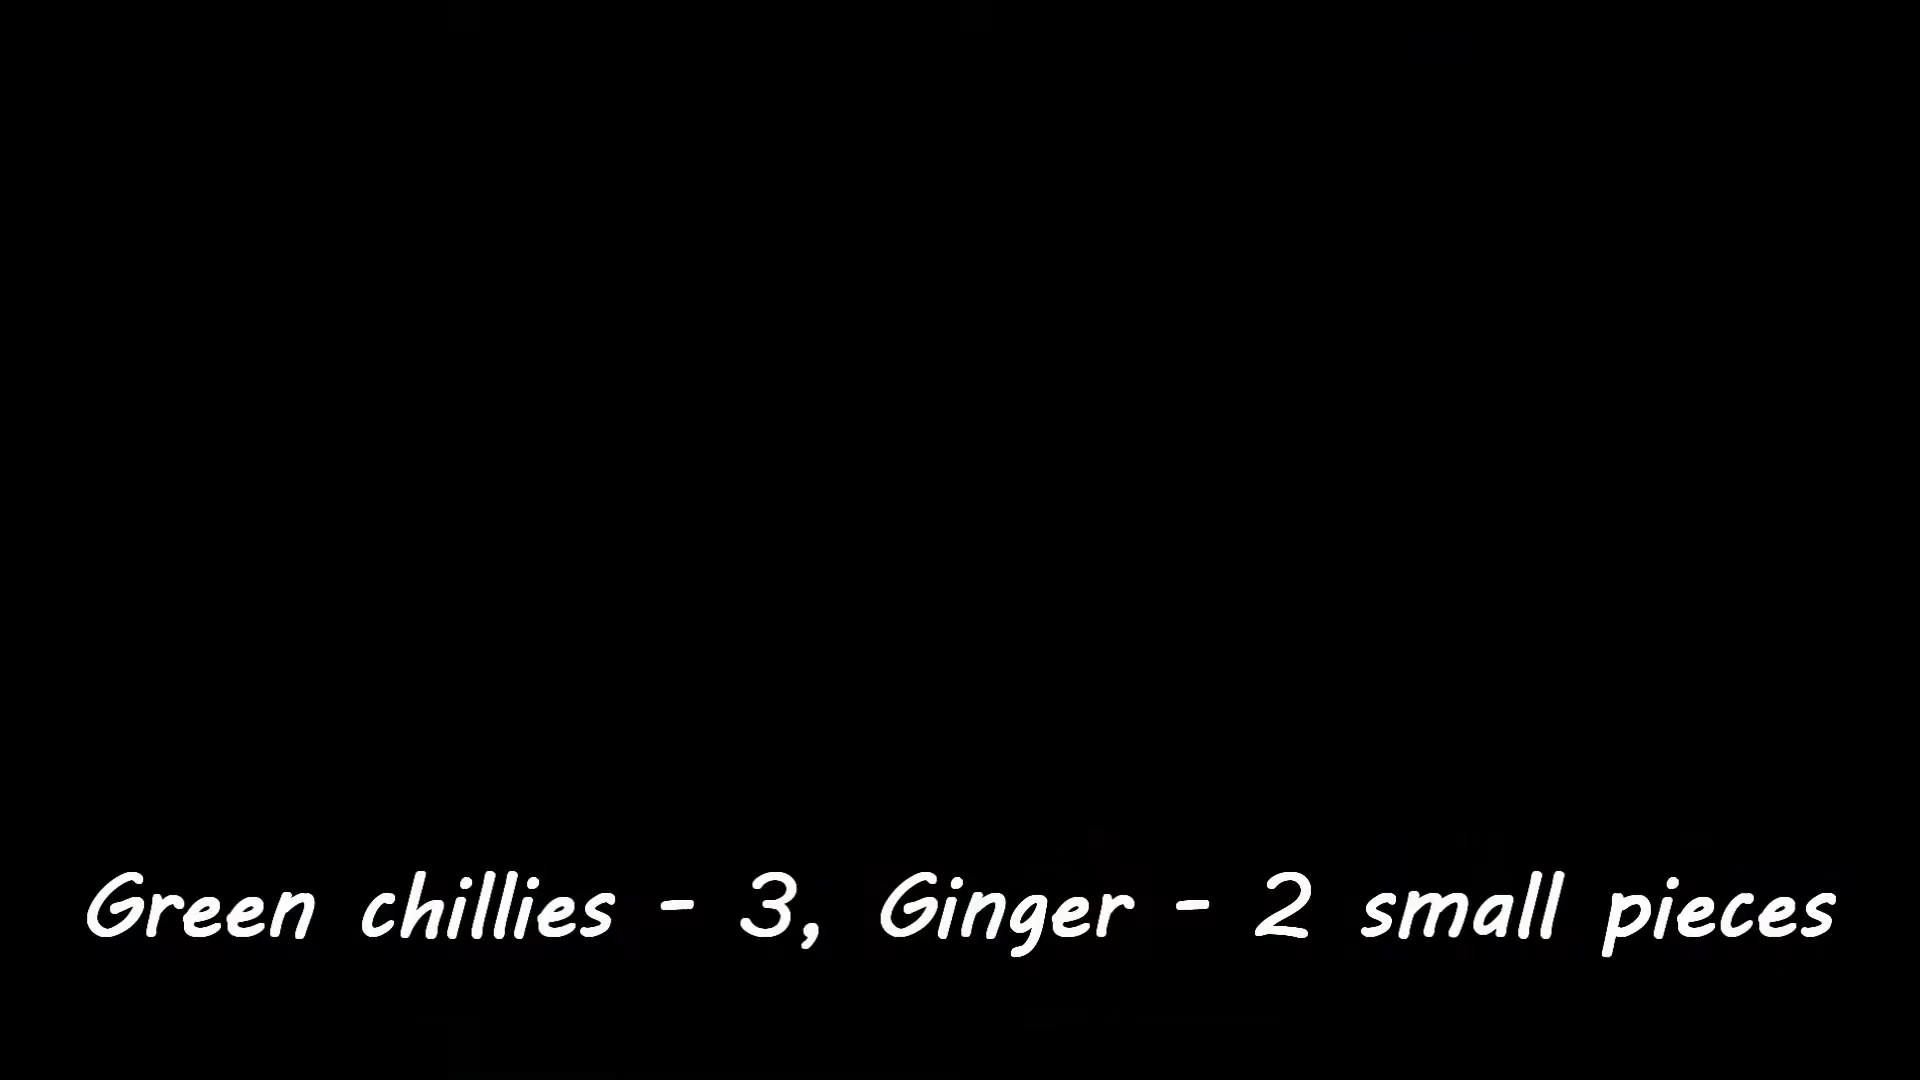 Green chillies - 3, Ginger - 2 small pieces